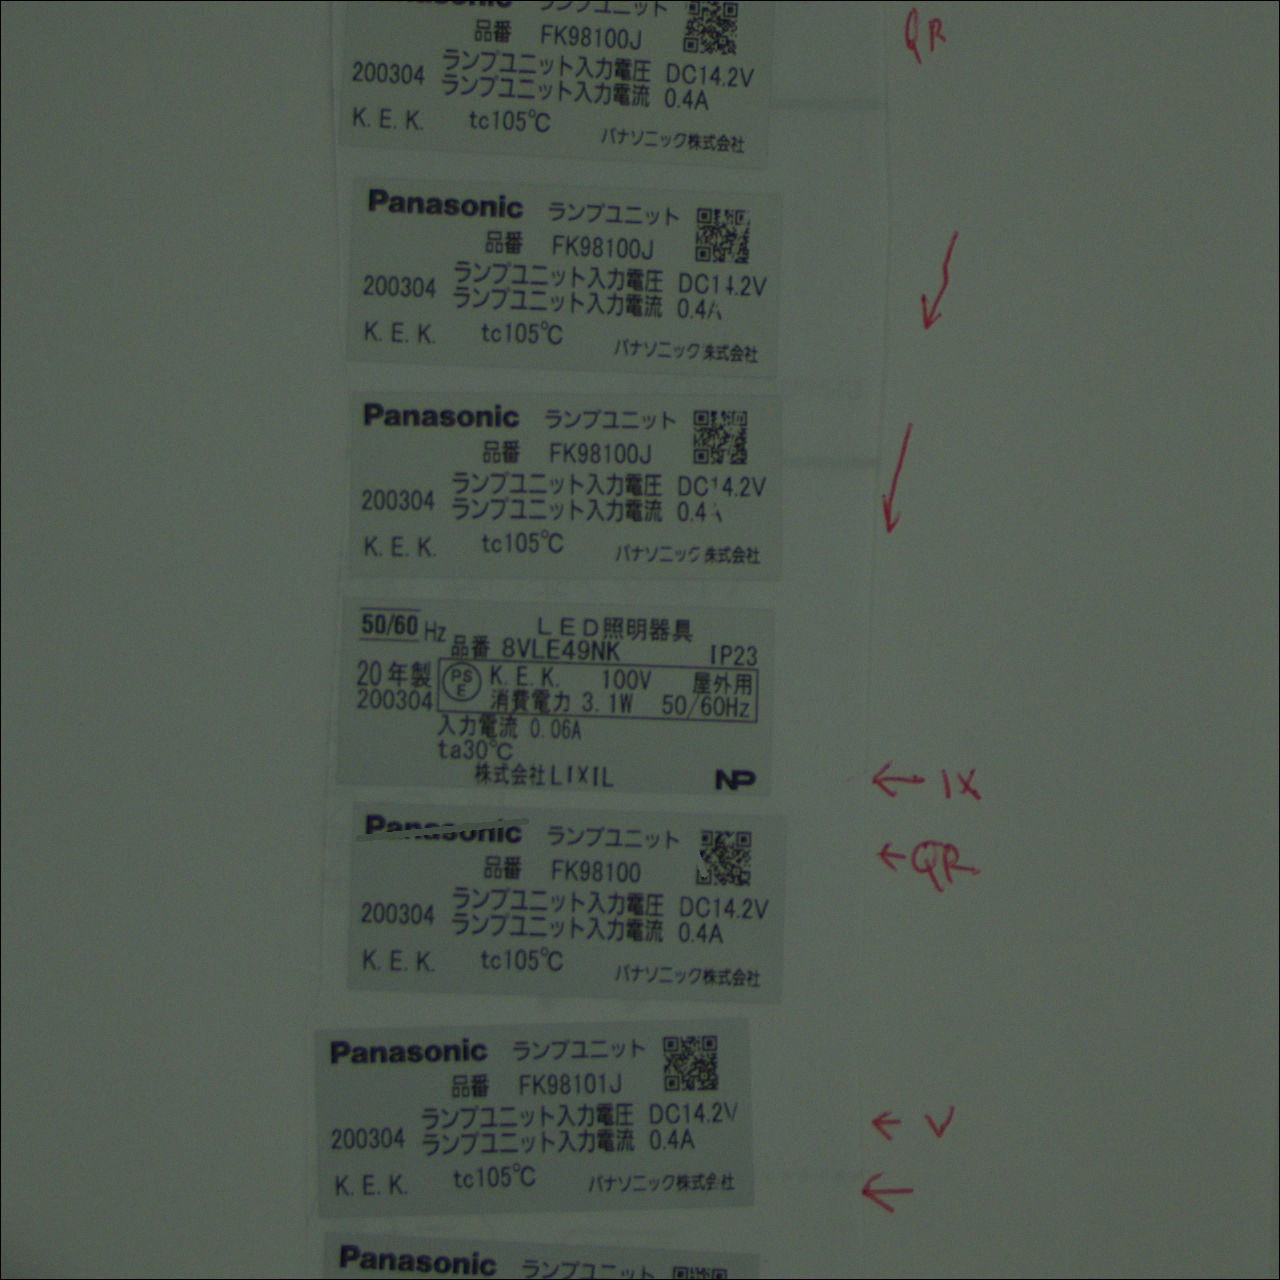 Panasonic ランプユニット
品番 FK98100J
ランプユニット入力電圧 DC14.2V
200304 ランプユニット入力電流 0.4A
K.E.K. tc105℃
パナソニック株式会社
QR
Panasonic ランプユニット
品番 FK98100J
ランプユニット入力電圧 DC14.2V
200304 ランプユニット入力電流 0.4A
K.E.K. tc105℃
パナソニック株式会社
Panasonic ランプユニット
品番 FK98100J
ランプユニット入力電圧 DC14.2V
200304 ランプユニット入力電流 0.4
K.E.K. tc105℃
パナソニック株式会社
50/60 Hz LED照明器具
品番 8VLE49NK IP23
20年製 PSE K.E.K. 100V 屋外用
200304 消費電力 3.1W 50/60Hz
入力電流 0.06A
ta30℃
株式会社LIXIL NP
← IX
Panasonic ランプユニット
← QR
品番 FK98100
ランプユニット入力電圧 DC14.2V
200304 ランプユニット入力電流 0.4A
K.E.K. tc105℃
パナソニック株式会社
Panasonic ランプユニット
品番 FK98101J
ランプユニット入力電圧 DC14.2V
← V
200304 ランプユニット入力電流 0.4A
K.E.K. tc105℃
パナソニック株式会社
←
Panasonic ランプユニット